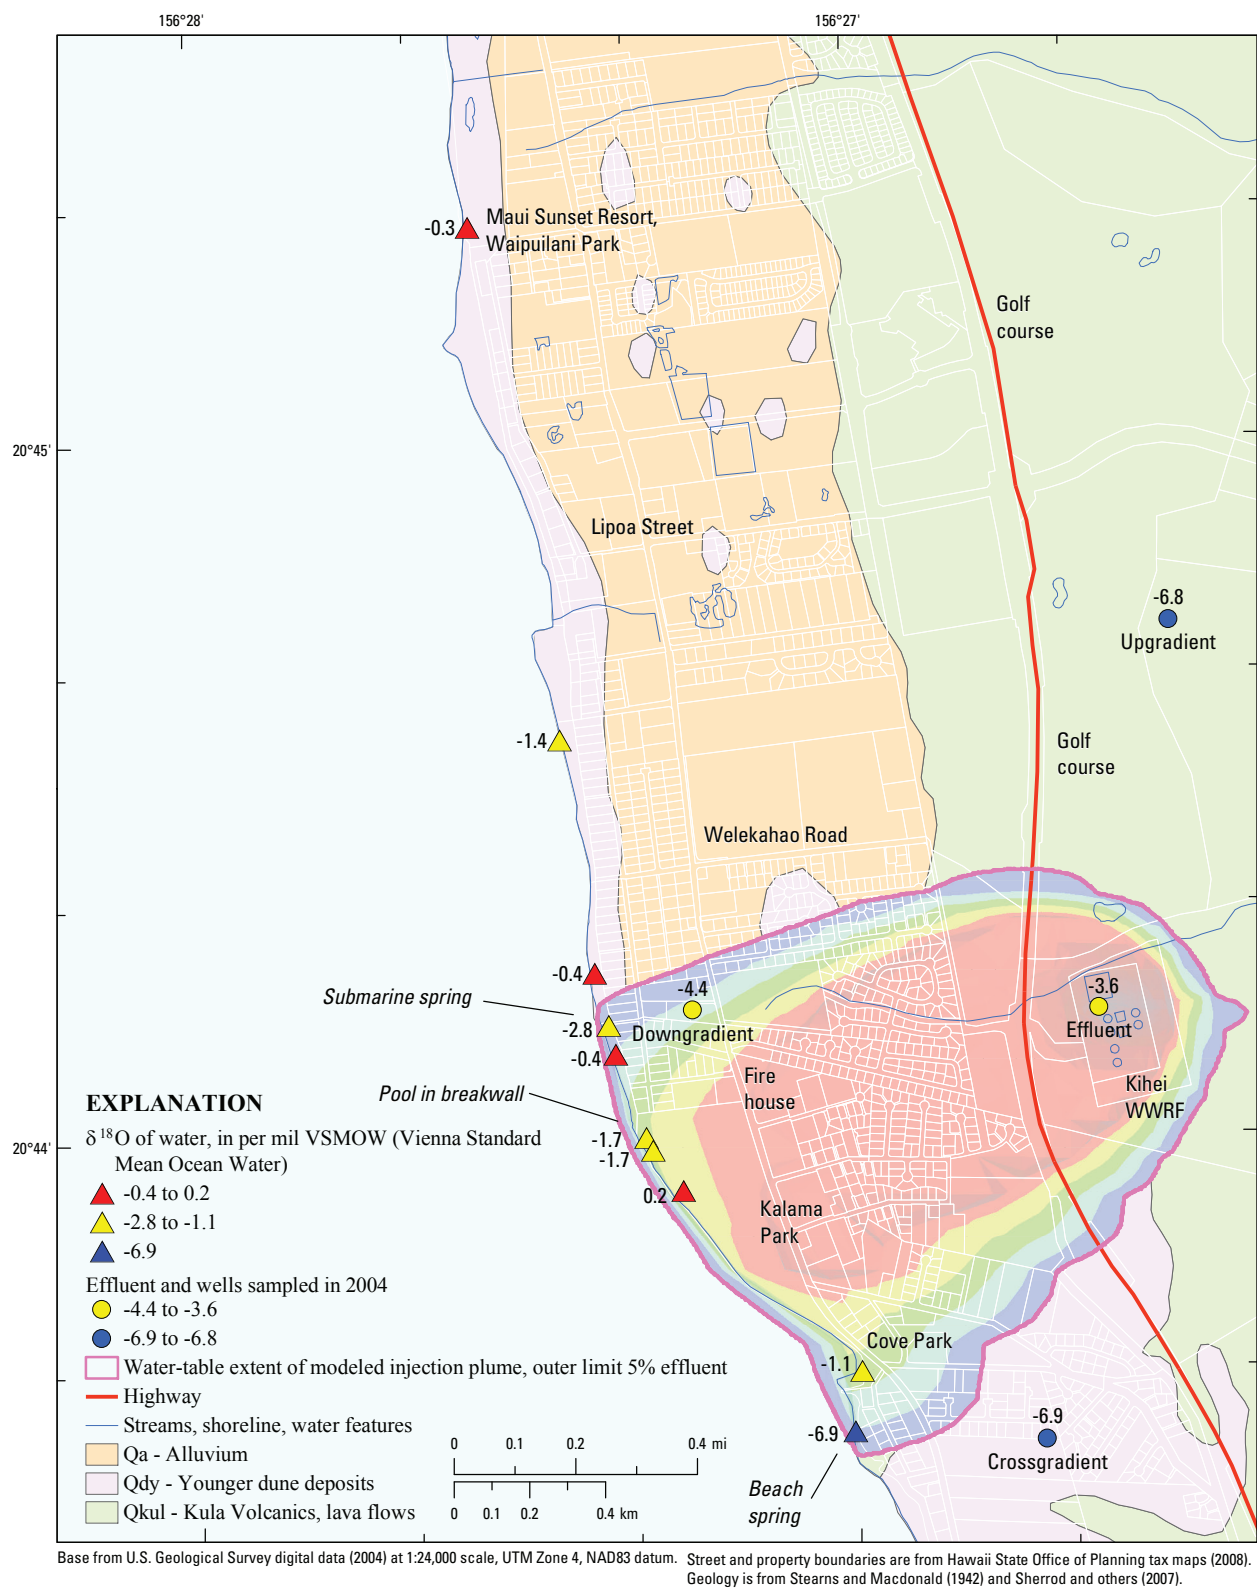 156°28'
156°27'
-0.3
Maui Sunset Resort,
Waipuilani Park
Golf
course
20°45'
Lipoa Street
-6.8
Upgradient
-1.4
Golf
course
Welekahao Road
-0.4
Submarine spring
-4.4
-3.6
-2.8
Downgradient
Effluent
-0.4
Fire
house
Kihei
WWRF
Pool in breakwall
20°44'
-1.7
-1.7
0.2
Kalama
Park
Cove Park
-1.1
-6.9
-6.9
Crossgradient
Beach
spring
EXPLANATION
δ 18O of water, in per mil VSMOW (Vienna Standard
Mean Ocean Water)
-0.4 to 0.2
-2.8 to -1.1
-6.9
Effluent and wells sampled in 2004
-4.4 to -3.6
-6.9 to -6.8
Water-table extent of modeled injection plume, outer limit 5% effluent
Highway
Streams, shoreline, water features
Qa - Alluvium
Qdy - Younger dune deposits
Qkul - Kula Volcanics, lava flows
0 0.1 0.2 0.4 mi
0 0.1 0.2 0.4 km
Base from U.S. Geological Survey digital data (2004) at 1:24,000 scale, UTM Zone 4, NAD83 datum.
Street and property boundaries are from Hawaii State Office of Planning tax maps (2008).
Geology is from Stearns and Macdonald (1942) and Sherrod and others (2007).